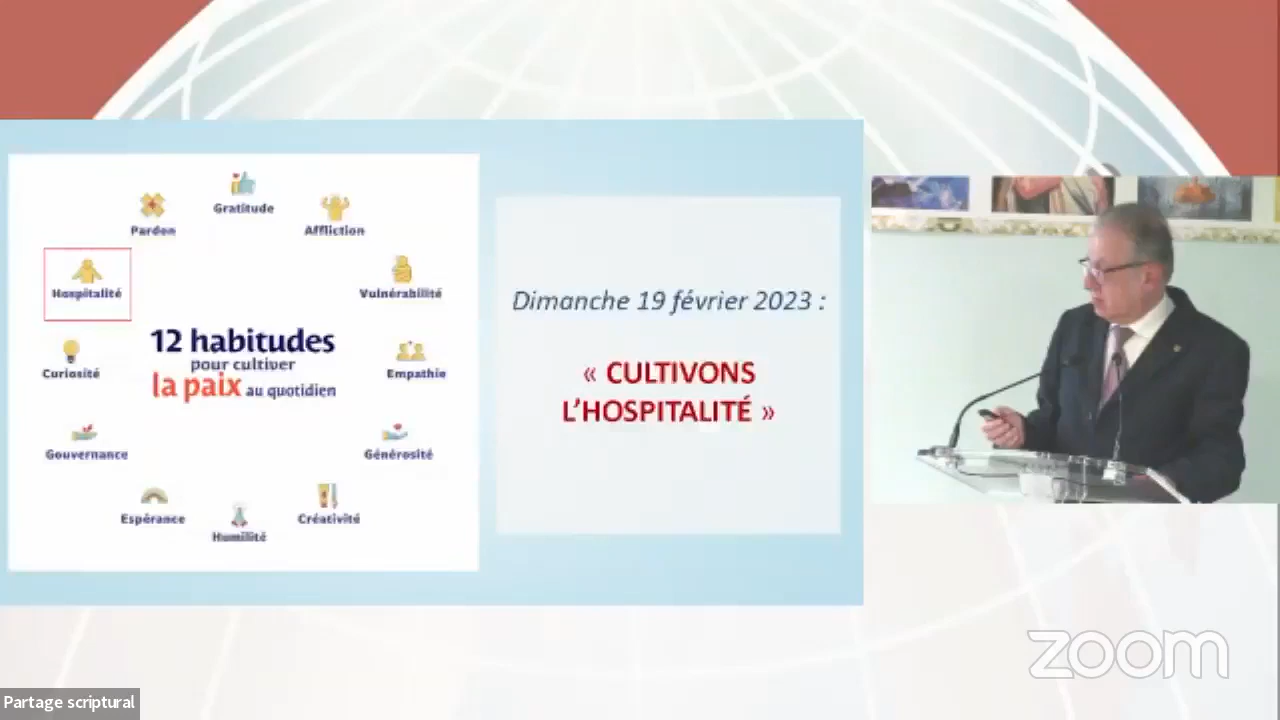 Gratitude
Pardon
Affliction
Hospitalité
Vulnérabilité
12 habitudes
pour cultiver
la paix au quotidien
Curiosité
Empathie
Gouvernance
Générosité
Espérance
Créativité
Humilité
Dimanche 19 février 2023 :
« CULTIVONS
L'HOSPITALITÉ »
zoom
Partage scriptural